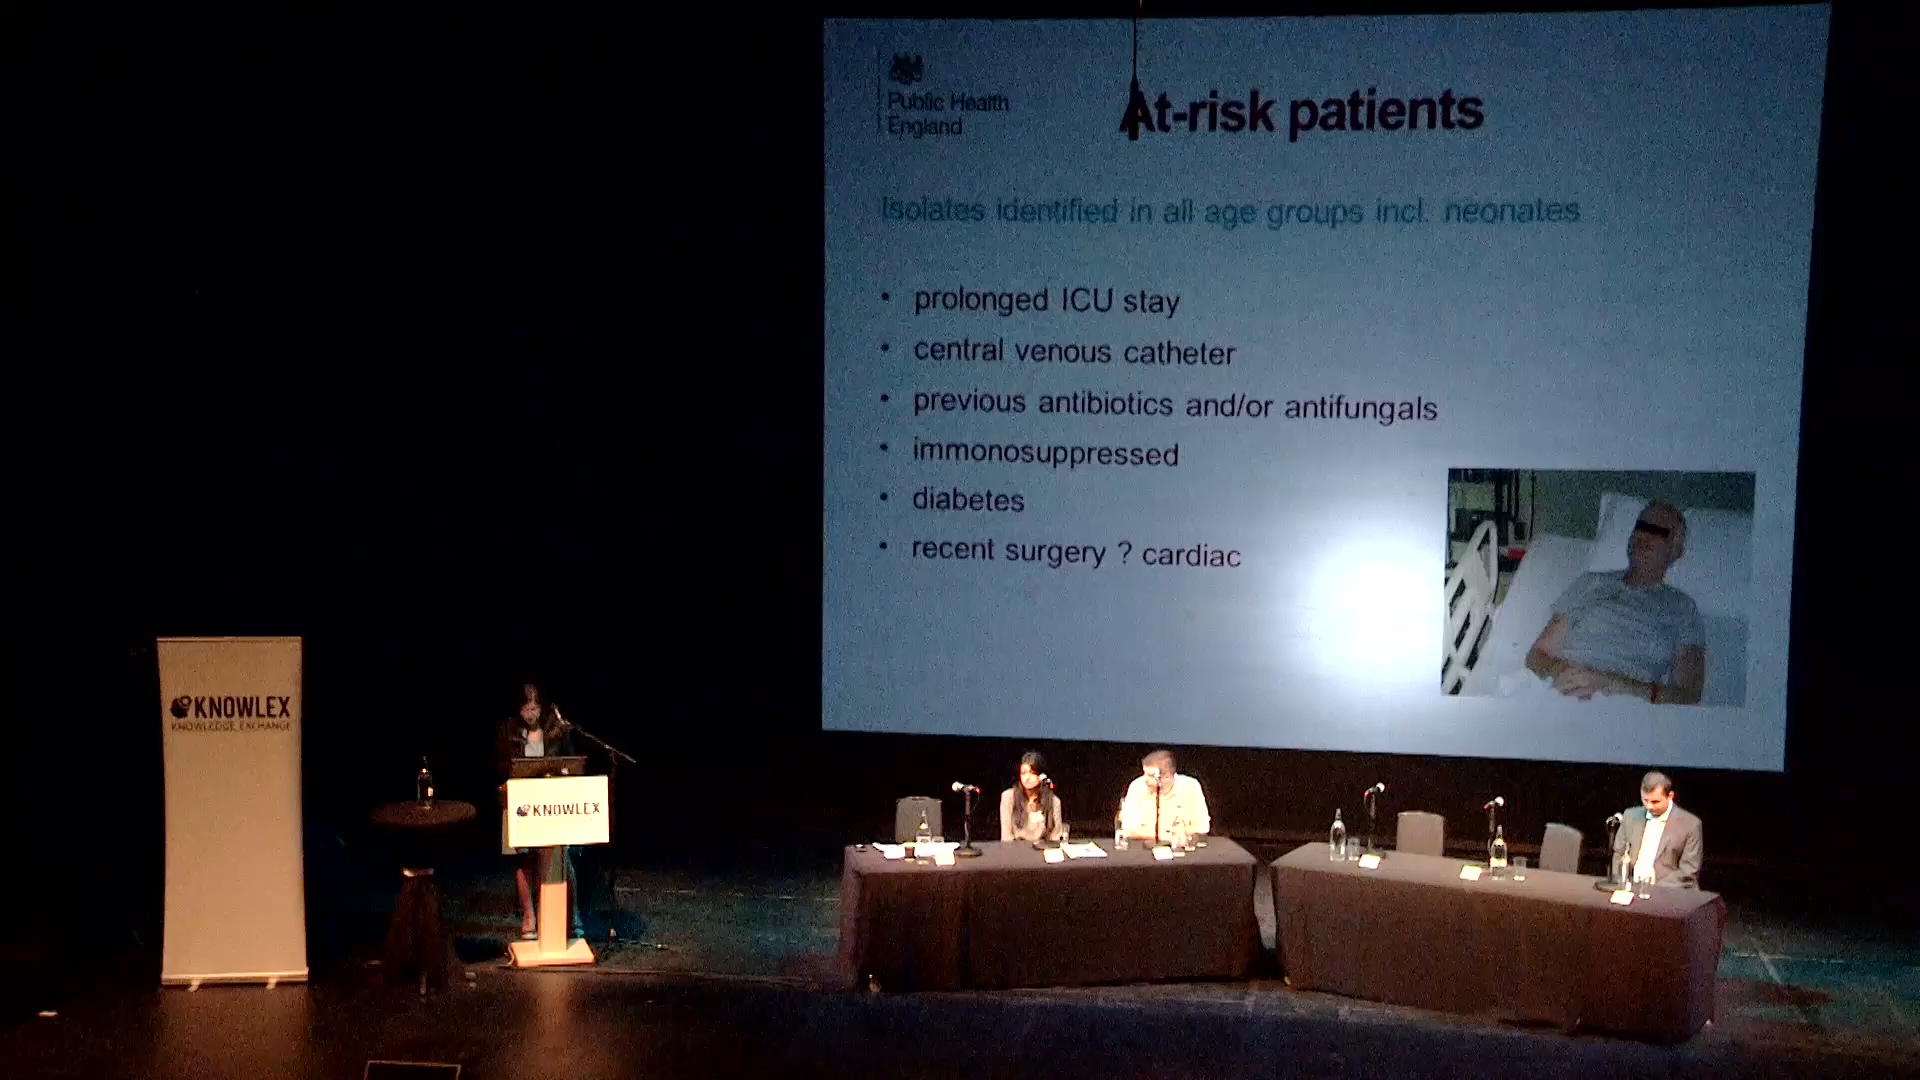 Public Health
England
At-risk patients
Isolates identified in all age groups incl. neonates
• prolonged ICU stay
• central venous catheter
• previous antibiotics and/or antifungals
• immonosuppressed
• diabetes
• recent surgery ? cardiac
KNOWLEX
KNOWLEDGE EXCHANGE
KNOWLEX